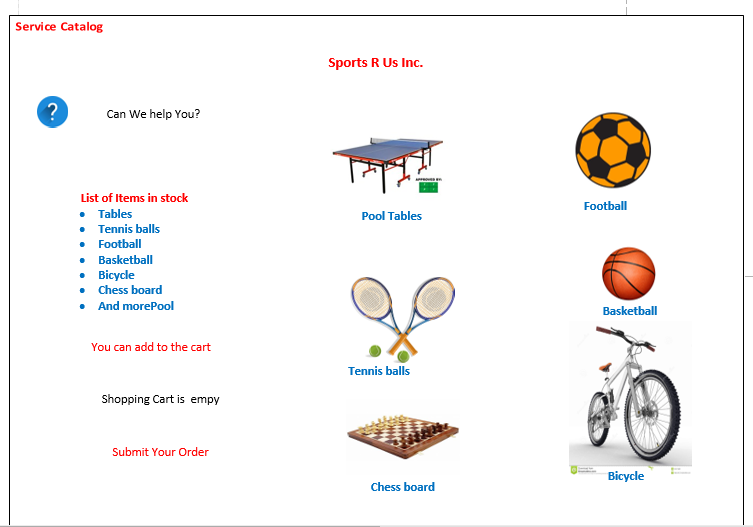 Service Catalog
Sports R Us Inc.
?
Can We help You?
List of Items in stock
• Tables
• Tennis balls
• Football
• Basketball
• Bicycle
• Chess board
• And morePool
You can add to the cart
Shopping Cart is empy
Submit Your Order
APPROVED BY:
Pool Tables
Football
Basketball
Tennis balls
Chess board
Bicycle